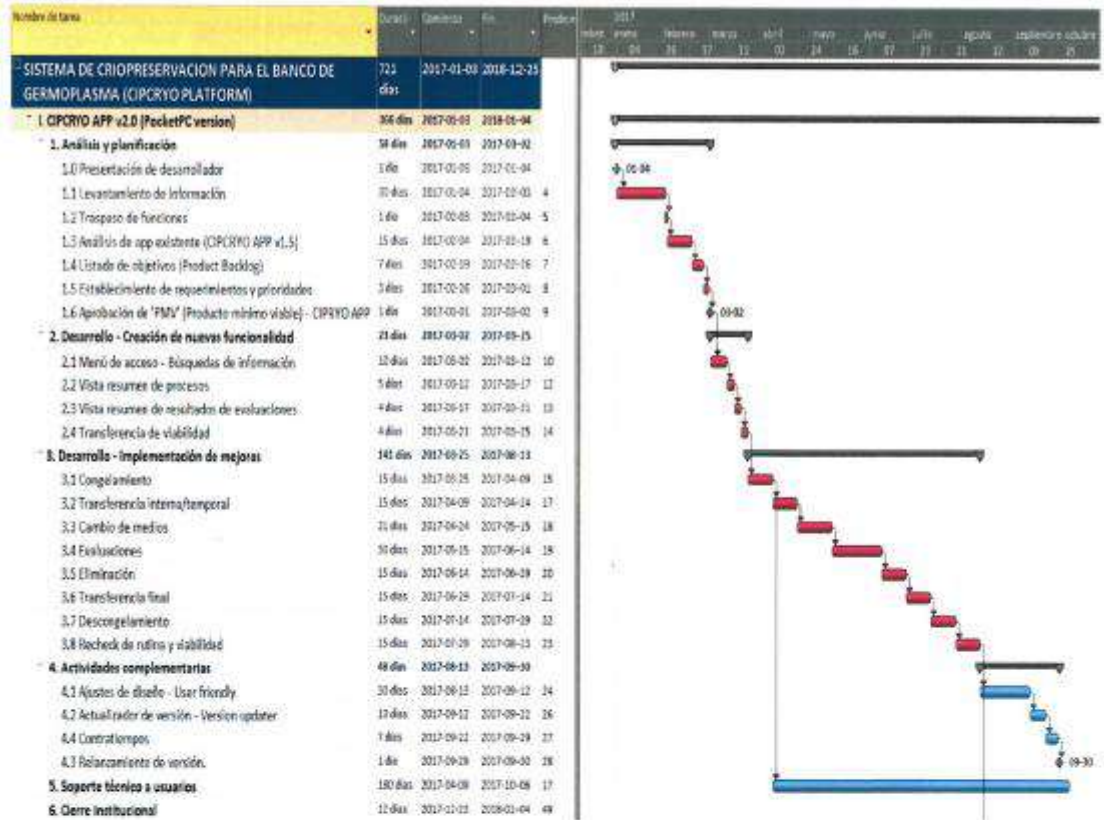 Nombre de tarea Comienzo Fin 2017
enero febrero marzo abril mayo junio julio agosto septiembre octubre
SISTEMA DE CRIOPRESERVACION PARA EL BANCO DE 721 2017-01-03 2018-12-25
GERMOPLASMA (CIPCRYO PLATFORM) días
I. CIPCRYO APP v2.0 (PocketPC version) 366 días 2017-01-03 2018-01-04
1. Análisis y planificación 58 días 2017-01-03 2017-03-02
1.0 Presentación de desarrollador 1 día 2017-01-03 2017-01-04 01-04
1.1 Levantamiento de Información 30 días 2017-01-04 2017-02-03 4
1.2 Traspaso de funciones 1 día 2017-02-03 2017-02-04 5
1.3 Análisis de app existente (CIPCRYO APP v1.5) 15 días 2017-02-04 2017-02-19 6
1.4 Listado de objetivos (Product Backlog) 7 días 2017-02-19 2017-02-26 7
1.5 Establecimiento de requerimientos y prioridades 3 días 2017-02-26 2017-03-01 8
1.6 Aprobación de 'PMV' (Producto mínimo viable) - CIPRYO APP 1 día 2017-03-01 2017-03-02 9 03-02
2. Desarrollo - Creación de nuevas funcionalidad 23 días 2017-03-02
2.1 Menú de acceso - Búsquedas de información 2017-03-02 2017-03-12 10
2.2 Vista resumen de procesos 5 días 2017-03-12 2017-03-17 12
2.3 Vista resumen de resultados de evaluaciones 4 días 2017-03-17 2017-03-21 13
2.4 Transferencia de viabilidad 4 días 2017-03-21 14
3. Desarrollo - Implementación de mejoras 141 días 2017-03-25 2017-08-13
3.1 Congelamiento 15 días 2017-03-25 2017-04-09 15
3.2 Transferencia interna/temporal 15 días 2017-04-09 17
3.3 Cambio de medios 21 días 2017-04-24 2017-05-15 18
3.4 Evaluaciones 30 días 2017-05-15 2017-06-14 19
3.5 Eliminación 15 días 2017-06-14 2017-06-29 20
3.6 Transferencia final 15 días 2017-06-29 2017-07-14 21
3.7 Descongelamiento 15 días 2017-07-14 2017-07-29 22
3.8 Recheck de rutina y viabilidad 15 días 2017-07-29 2017-08-13 23
4. Actividades complementarias 48 días 2017-08-13 2017-09-30
4.1 Ajustes de diseño - User friendly 30 días 2017-08-13 2017-09-12 24
4.2 Actualizador de versión - Version updater 2017-09-12 2017-09-22 26
4.4 Contratiempos 7 días 2017-09-22 2017-09-29 27
4.3 Relanzamiento de versión. 1 día 2017-09-29 2017-09-30 28 09-30
5. Soporte técnico a usuarios 180 días 2017-04-09 2017-10-06 17
6. Cierre institucional 12 días 2017-12-23 2018-01-04 49